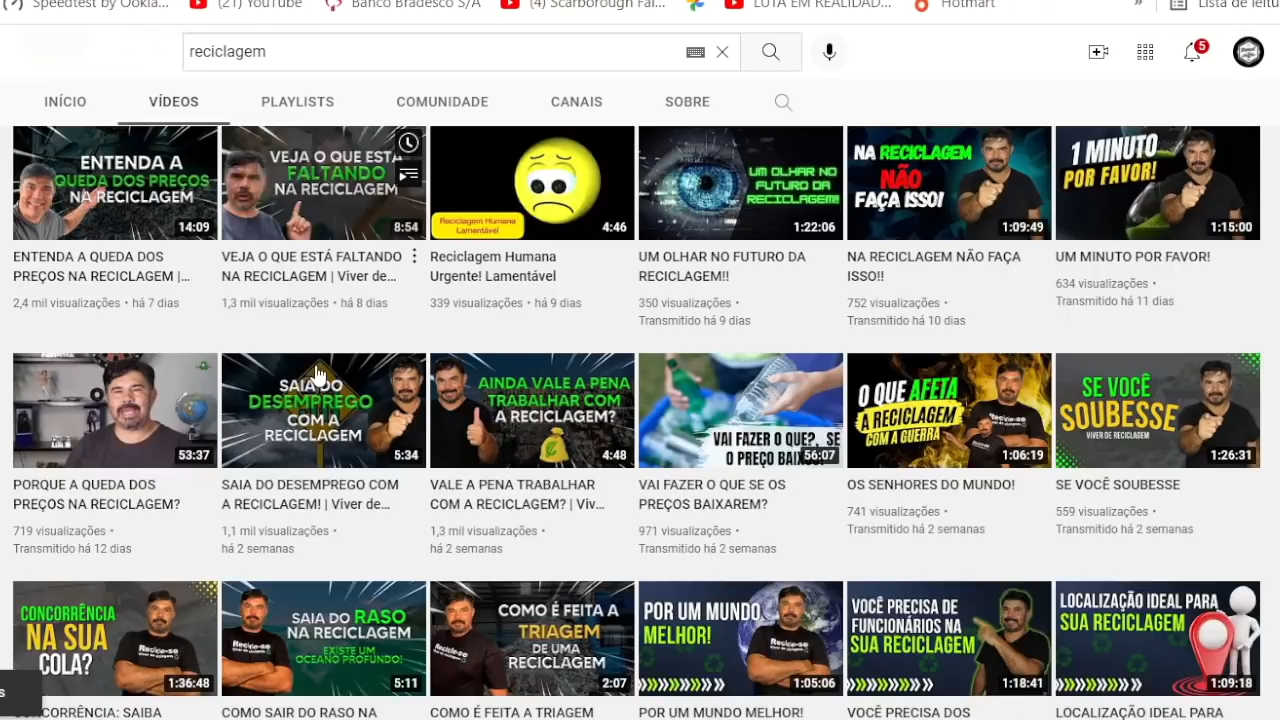 Speedtest by Ookla...
(21) YouTube
Banco Bradesco S/A
(4) Scarborough Fai...
LUTA EM REALIDAD...
Hotmart
»
Lista de leitu
reciclagem
5
INÍCIO
VÍDEOS
PLAYLISTS
COMUNIDADE
CANAIS
SOBRE
ENTENDA A
QUEDA DOS PREÇOS
NA RECICLAGEM
14:09
VEJA O QUE ESTÁ
FALTANDO
NA RECICLAGEM
8:54
Reciclagem Humana
Lamentável
4:46
UM OLHAR NO
FUTURO DA
RECICLAGEM!
1:22:06
NA RECICLAGEM
NÃO
FAÇA ISSO!
1:09:49
1 MINUTO
POR FAVOR!
1:15:00
ENTENDA A QUEDA DOS
PREÇOS NA RECICLAGEM |...
2,4 mil visualizações • há 7 dias
VEJA O QUE ESTÁ FALTANDO
NA RECICLAGEM | Viver de...
1,3 mil visualizações • há 8 dias
Reciclagem Humana
Urgente! Lamentável
339 visualizações • há 9 dias
UM OLHAR NO FUTURO DA
RECICLAGEM!!
350 visualizações •
Transmitido há 9 dias
NA RECICLAGEM NÃO FAÇA
ISSO!!
752 visualizações •
Transmitido há 10 dias
UM MINUTO POR FAVOR!
634 visualizações •
Transmitido há 11 dias
53:37
SAIA DO
DESEMPREGO
COM A
RECICLAGEM
5:34
AINDA VALE A PENA
TRABALHAR COM
A RECICLAGEM?
4:48
VAI FAZER O QUE?, SE
O PREÇO BAIXAR
56:07
O QUE AFETA
A RECICLAGEM
COM A GUERRA
Recicle-se
1:06:19
SE VOCÊ
SOUBESSE
VIVER DE RECICLAGEM
1:26:31
PORQUE A QUEDA DOS
PREÇOS NA RECICLAGEM?
719 visualizações •
Transmitido há 12 dias
SAIA DO DESEMPREGO COM
A RECICLAGEM! | Viver de...
1,1 mil visualizações •
há 2 semanas
VALE A PENA TRABALHAR
COM A RECICLAGEM? | Viv...
1,3 mil visualizações •
há 2 semanas
VAI FAZER O QUE SE OS
PREÇOS BAIXAREM?
971 visualizações •
Transmitido há 2 semanas
OS SENHORES DO MUNDO!
741 visualizações •
Transmitido há 2 semanas
SE VOCÊ SOUBESSE
559 visualizações •
Transmitido há 2 semanas
CONCORRÊNCIA
NA SUA
COLA?
Recicle-se
1:36:48
SAIA DO RASO
NA RECICLAGEM
EXISTE UM
OCEANO PROFUNDO!
Recicle-se
5:11
COMO É FEITA A
TRIAGEM
DE UMA
RECICLAGEM
2:07
POR UM MUNDO
MELHOR!
Recicle-se
1:05:06
VOCÊ PRECISA DE
FUNCIONÁRIOS NA
SUA RECICLAGEM
1:18:41
LOCALIZAÇÃO IDEAL PARA
SUA RECICLAGEM
1:09:18
s
CONCORRÊNCIA: SAIBA
COMO SAIR DO RASO NA
COMO É FEITA A TRIAGEM
POR UM MUNDO MELHOR!
VOCÊ PRECISA DOS
LOCALIZAÇÃO IDEAL PARA